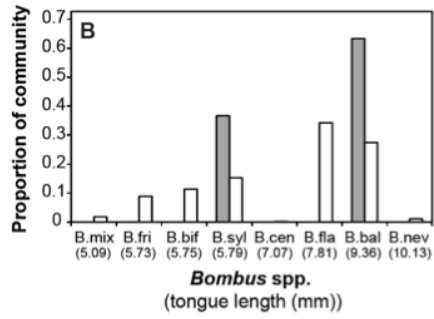 B
Proportion of community
0.7
0.6
0.5
0.4
0.3
0.2
0.1
0
B.mix B.fri B.bif B.syl B.cen B.fla B.bal B.nev
(5.09) (5.73) (5.75) (5.79) (7.07) (7.81) (9.36) (10.13)
Bombus spp.
(tongue length (mm))